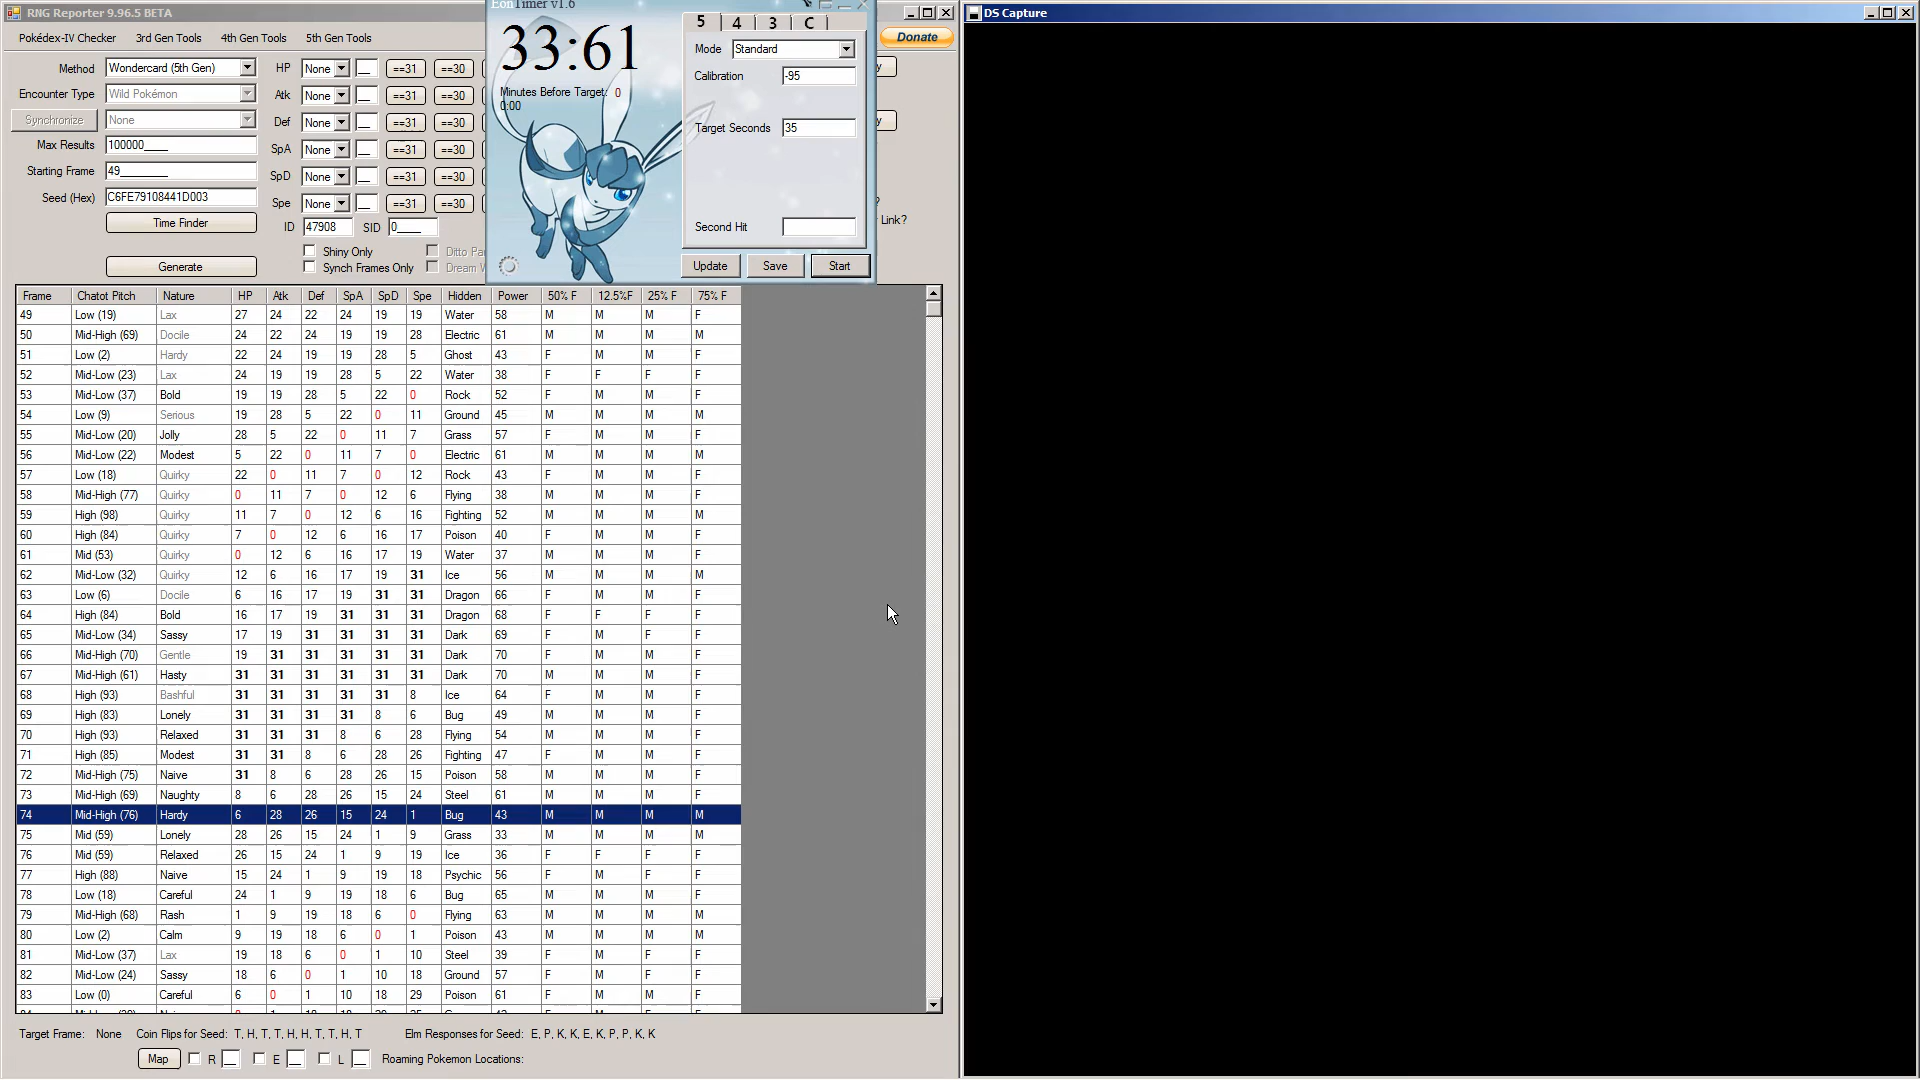 RNG Reporter 9.96.5 BETA
Pokédex-IV Checker 3rd Gen Tools 4th Gen Tools 5th Gen Tools
Donate
Method Wondercard (5th Gen)
Encounter Type Wild Pokémon
Synchronize None
Max Results 100000____
Starting Frame 49________
Seed (Hex) C6FE79108441D003
Time Finder
Generate
HP None __ ==31 ==30
Atk None __ ==31 ==30
Def None __ ==31 ==30
SpA None __ ==31 ==30
SpD None __ ==31 ==30
Spe None __ ==31 ==30
ID 47908 SID 0____
Shiny Only Ditto Pa
Synch Frames Only Dream W
EonTimer v1.6
33:61
Minutes Before Target: 0
0:00
5 4 3 C
Mode Standard
Calibration -95
Target Seconds 35
Second Hit
Update Save Start
y
y
?
r Link?
Frame Chatot Pitch Nature HP Atk Def SpA SpD Spe Hidden Power 50% F 12.5%F 25% F 75% F
49 Low (19) Lax 27 24 22 24 19 19 Water 58 M M M F
50 Mid-High (69) Docile 24 22 24 19 19 28 Electric 61 M M M M
51 Low (2) Hardy 22 24 19 19 28 5 Ghost 43 F M M F
52 Mid-Low (23) Lax 24 19 19 28 5 22 Water 38 F F F F
53 Mid-Low (37) Bold 19 19 28 5 22 0 Rock 52 F M M F
54 Low (9) Serious 19 28 5 22 0 11 Ground 45 M M M M
55 Mid-Low (20) Jolly 28 5 22 0 11 7 Grass 57 F M M F
56 Mid-Low (22) Modest 5 22 0 11 7 0 Electric 61 M M M M
57 Low (18) Quirky 22 0 11 7 0 12 Rock 43 F M M F
58 Mid-High (77) Quirky 0 11 7 0 12 6 Flying 38 M M M F
59 High (98) Quirky 11 7 0 12 6 16 Fighting 52 M M M M
60 High (84) Quirky 7 0 12 6 16 17 Poison 40 F M M F
61 Mid (53) Quirky 0 12 6 16 17 19 Water 37 M M M F
62 Mid-Low (32) Quirky 12 6 16 17 19 31 Ice 56 M M M M
63 Low (6) Docile 6 16 17 19 31 31 Dragon 66 F M M F
64 High (84) Bold 16 17 19 31 31 31 Dragon 68 F F F F
65 Mid-Low (34) Sassy 17 19 31 31 31 31 Dark 69 F M F F
66 Mid-High (70) Gentle 19 31 31 31 31 31 Dark 70 F M M F
67 Mid-High (61) Hasty 31 31 31 31 31 31 Dark 70 M M M F
68 High (93) Bashful 31 31 31 31 31 8 Ice 64 F M M F
69 High (83) Lonely 31 31 31 31 8 6 Bug 49 M M M F
70 High (93) Relaxed 31 31 31 8 6 28 Flying 54 M M M F
71 High (85) Modest 31 31 8 6 28 26 Fighting 47 F M M F
72 Mid-High (75) Naive 31 8 6 28 26 15 Poison 58 M M M F
73 Mid-High (69) Naughty 8 6 28 26 15 24 Steel 61 M M M F
74 Mid-High (76) Hardy 6 28 26 15 24 1 Bug 43 M M M M
75 Mid (59) Lonely 28 26 15 24 1 9 Grass 33 M M M M
76 Mid (59) Relaxed 26 15 24 1 9 19 Ice 36 F F F F
77 High (88) Naive 15 24 1 9 19 18 Psychic 56 F M F F
78 Low (18) Careful 24 1 9 19 18 6 Bug 65 M M M F
79 Mid-High (68) Rash 1 9 19 18 6 0 Flying 63 M M M M
80 Low (2) Calm 9 19 18 6 0 1 Poison 40 M M M M
81 Mid-Low (37) Lax 19 18 6 0 1 10 Steel 39 F M F F
82 Mid-Low (24) Sassy 18 6 0 1 10 18 Ground 57 F M F F
83 Low (0) Careful 6 0 1 10 18 29 Poison 61 F M M F
Target Frame: None Coin Flips for Seed: T, H, T, T, H, H, T, T, H, T Elm Responses for Seed: E, P, K, K, E, K, P, P, K, K
Map R __ E __ L __ Roaming Pokemon Locations:
DS Capture